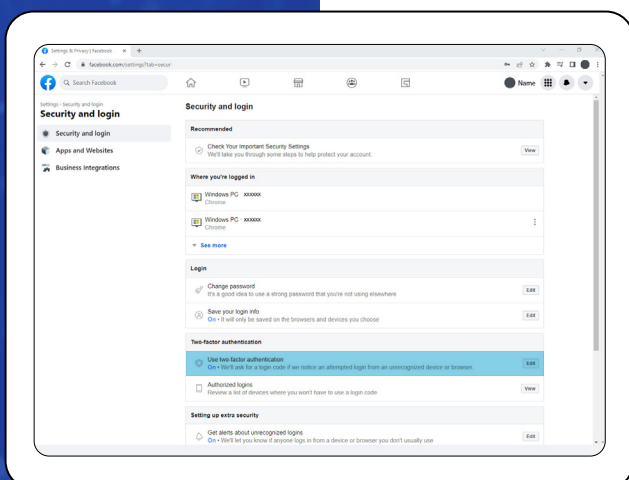 Settings & Privacy | Facebook
facebook.com/settings?tab=secur
Search Facebook
Name
Settings › Security and login
Security and login
Security and login
Apps and Websites
Business Integrations
Security and login
Recommended
Check Your Important Security Settings
We'll take you through some steps to help protect your account.
View
Where you're logged in
Windows PC · xxxxxx
Chrome
Windows PC · xxxxxx
Chrome
See more
Login
Change password
It's a good idea to use a strong password that you're not using elsewhere
Edit
Save your login info
On • It will only be saved on the browsers and devices you choose
Edit
Two-factor authentication
Use two-factor authentication
On • We'll ask for a login code if we notice an attempted login from an unrecognized device or browser.
Edit
Authorized logins
Review a list of devices where you won't have to use a login code
View
Setting up extra security
Get alerts about unrecognized logins
On • We'll let you know if anyone logs in from a device or browser you don't usually use
Edit